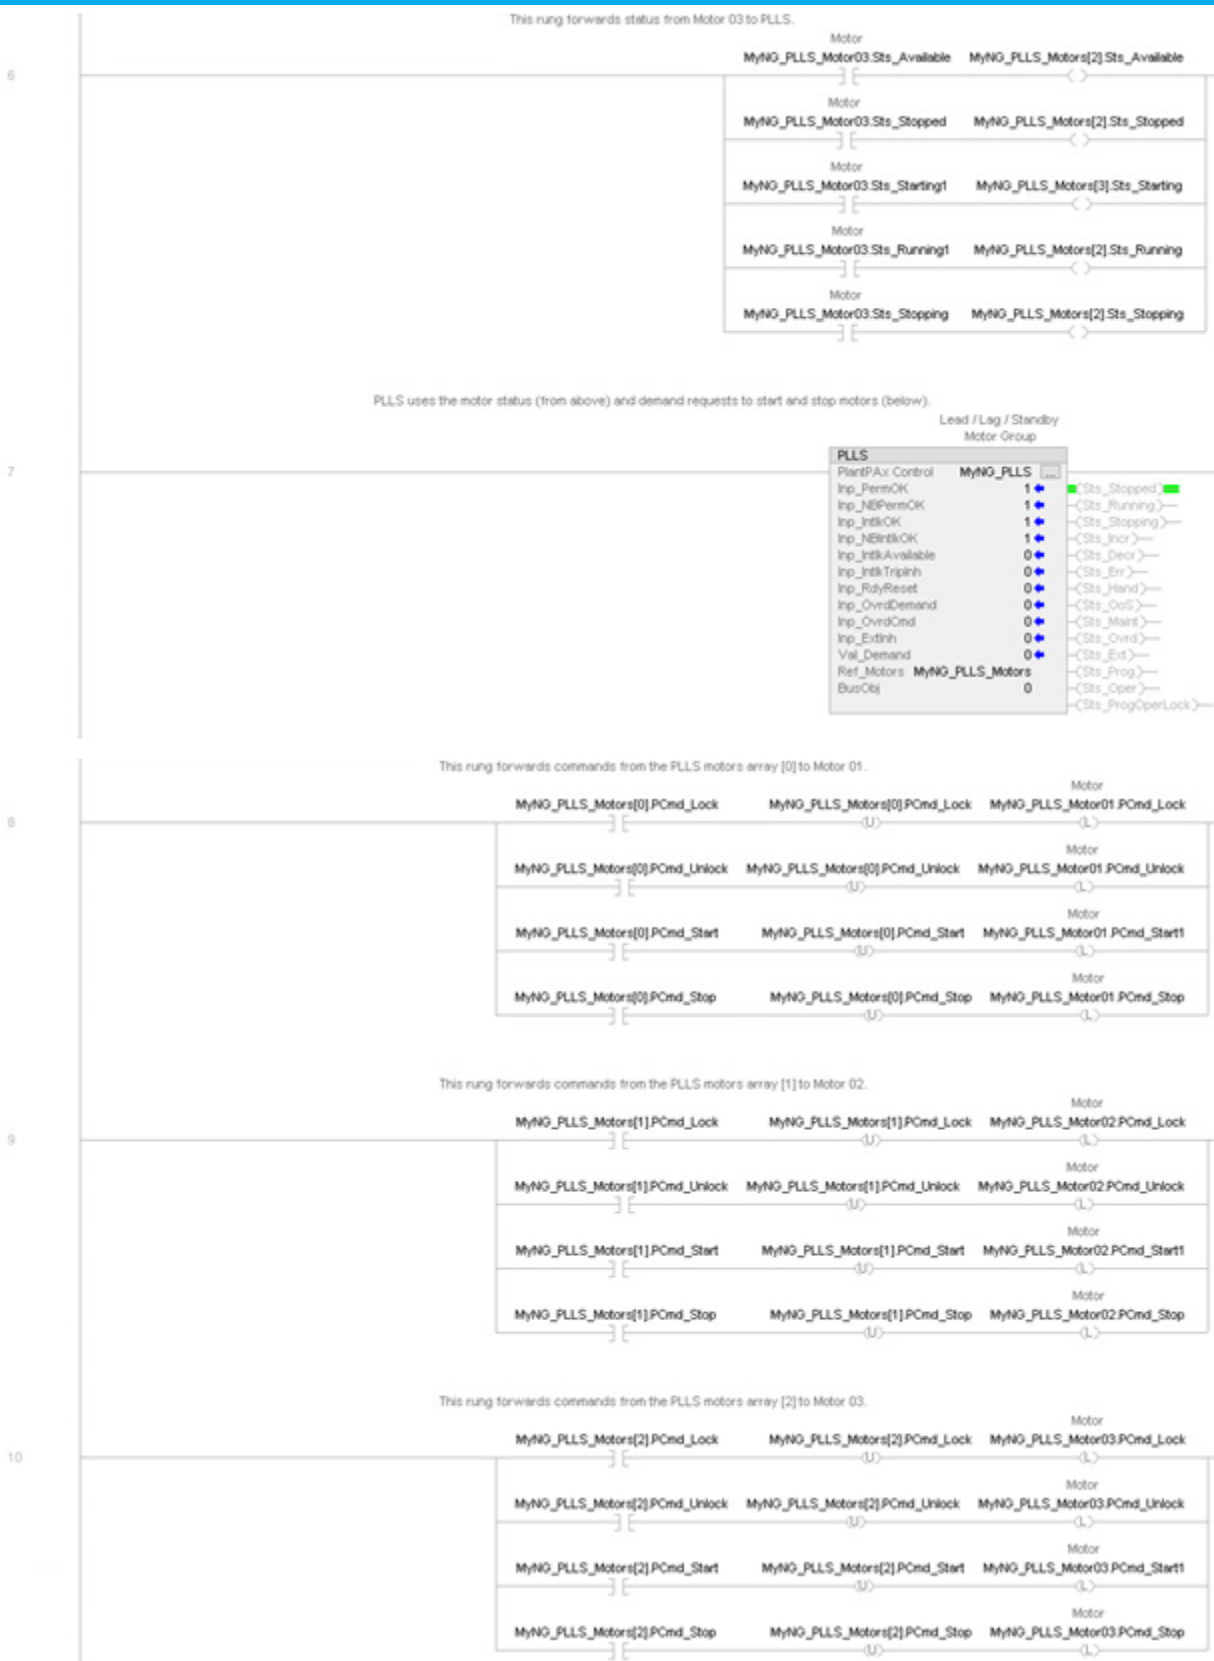 This rung forwards status from Motor 03 to PLLS.
Motor
MyNG_PLLS_Motor03.Sts_Available MyNG_PLLS_Motors[2].Sts_Available
6
Motor
MyNG_PLLS_Motor03.Sts_Stopped MyNG_PLLS_Motors[2].Sts_Stopped
Motor
MyNG_PLLS_Motor03.Sts_Starting1 MyNG_PLLS_Motors[3].Sts_Starting
Motor
MyNG_PLLS_Motor03.Sts_Running1 MyNG_PLLS_Motors[2].Sts_Running
Motor
MyNG_PLLS_Motor03.Sts_Stopping MyNG_PLLS_Motors[2].Sts_Stopping
PLLS uses the motor status (from above) and demand requests to start and stop motors (below).
Lead / Lag / Standby
Motor Group
PLLS
7
PlantPAx Control MyNG_PLLS ...
Inp_PermOK 1 (Sts_Stopped)
Inp_NBPermOK 1 (Sts_Running)
Inp_IntlkOK 1 (Sts_Stopping)
Inp_NBIntlkOK 1 (Sts_Incr)
Inp_IntlkAvailable 0 (Sts_Decr)
Inp_IntlkTripInh 0 (Sts_Err)
Inp_RdyReset 0 (Sts_Hand)
Inp_OvrdDemand 0 (Sts_OoS)
Inp_OvrdCmd 0 (Sts_Maint)
Inp_ExtInh 0 (Sts_Ovrd)
Val_Demand 0 (Sts_Ext)
Ref_Motors MyNG_PLLS_Motors (Sts_Prog)
BusObj 0 (Sts_Oper)
(Sts_ProgOperLock)
This rung forwards commands from the PLLS motors array [0] to Motor 01.
Motor
MyNG_PLLS_Motors[0].PCmd_Lock MyNG_PLLS_Motors[0].PCmd_Lock MyNG_PLLS_Motor01.PCmd_Lock
8 U L
Motor
MyNG_PLLS_Motors[0].PCmd_Unlock MyNG_PLLS_Motors[0].PCmd_Unlock MyNG_PLLS_Motor01.PCmd_Unlock
U L
Motor
MyNG_PLLS_Motors[0].PCmd_Start MyNG_PLLS_Motors[0].PCmd_Start MyNG_PLLS_Motor01.PCmd_Start1
U L
Motor
MyNG_PLLS_Motors[0].PCmd_Stop MyNG_PLLS_Motors[0].PCmd_Stop MyNG_PLLS_Motor01.PCmd_Stop
U L
This rung forwards commands from the PLLS motors array [1] to Motor 02.
Motor
MyNG_PLLS_Motors[1].PCmd_Lock MyNG_PLLS_Motors[1].PCmd_Lock MyNG_PLLS_Motor02.PCmd_Lock
9 U L
Motor
MyNG_PLLS_Motors[1].PCmd_Unlock MyNG_PLLS_Motors[1].PCmd_Unlock MyNG_PLLS_Motor02.PCmd_Unlock
U L
Motor
MyNG_PLLS_Motors[1].PCmd_Start MyNG_PLLS_Motors[1].PCmd_Start MyNG_PLLS_Motor02.PCmd_Start1
U L
Motor
MyNG_PLLS_Motors[1].PCmd_Stop MyNG_PLLS_Motors[1].PCmd_Stop MyNG_PLLS_Motor02.PCmd_Stop
U L
This rung forwards commands from the PLLS motors array [2] to Motor 03.
Motor
MyNG_PLLS_Motors[2].PCmd_Lock MyNG_PLLS_Motors[2].PCmd_Lock MyNG_PLLS_Motor03.PCmd_Lock
10 U L
Motor
MyNG_PLLS_Motors[2].PCmd_Unlock MyNG_PLLS_Motors[2].PCmd_Unlock MyNG_PLLS_Motor03.PCmd_Unlock
U L
Motor
MyNG_PLLS_Motors[2].PCmd_Start MyNG_PLLS_Motors[2].PCmd_Start MyNG_PLLS_Motor03.PCmd_Start1
U L
Motor
MyNG_PLLS_Motors[2].PCmd_Stop MyNG_PLLS_Motors[2].PCmd_Stop MyNG_PLLS_Motor03.PCmd_Stop
U L